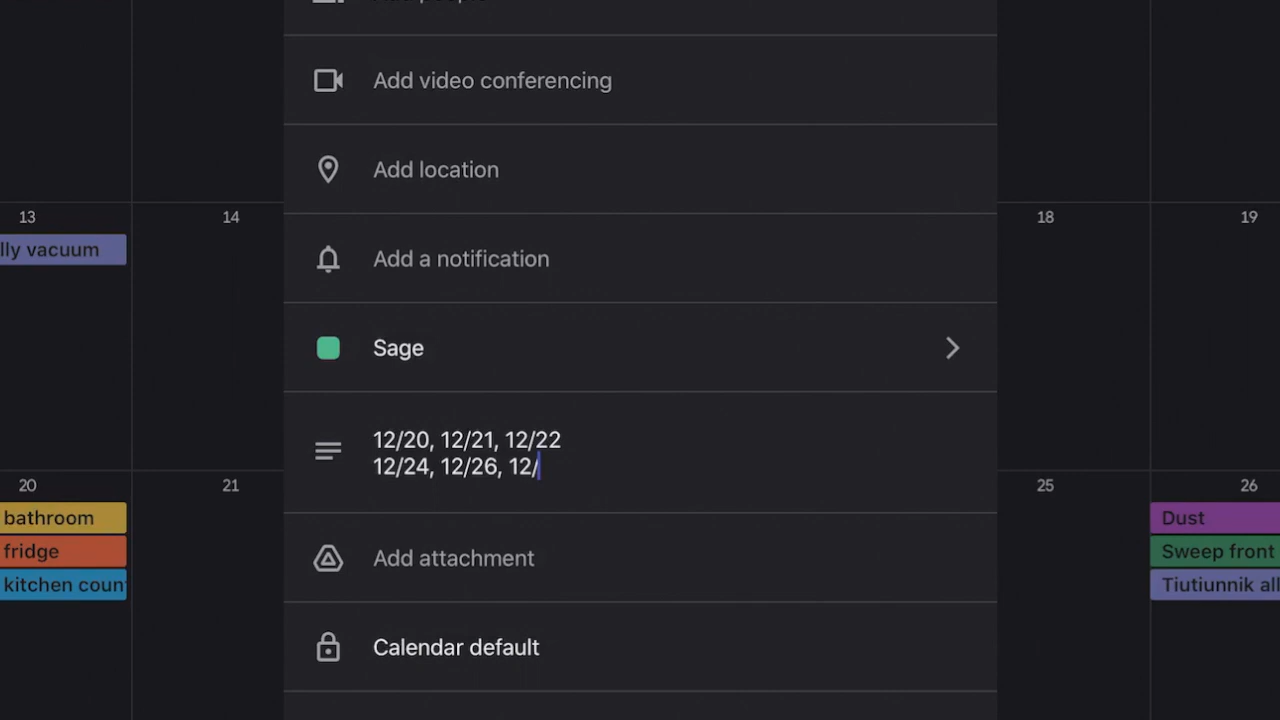 Add video conferencing
Add location
Add a notification
13
14
18
19
lly vacuum
Sage
12/20, 12/21, 12/22
12/24, 12/26, 12/
20
21
25
26
bathroom
fridge
kitchen coun
Dust
Sweep front
Tiutiunnik all
Add attachment
Calendar default